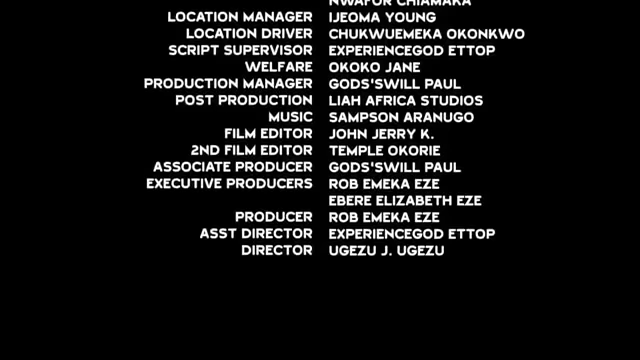 NWAFOR CHIAMAKA
LOCATION MANAGER IJEOMA YOUNG
LOCATION DRIVER CHUKWUEMEKA OKONKWO
SCRIPT SUPERVISOR EXPERIENCEGOD ETTOP
WELFARE OKOKO JANE
PRODUCTION MANAGER GODS'SWILL PAUL
POST PRODUCTION LIAH AFRICA STUDIOS
MUSIC SAMPSON ARANUGO
FILM EDITOR JOHN JERRY K.
2ND FILM EDITOR TEMPLE OKORIE
ASSOCIATE PRODUCER GODS'SWILL PAUL
EXECUTIVE PRODUCERS ROB EMEKA EZE
EBERE ELIZABETH EZE
PRODUCER ROB EMEKA EZE
ASST DIRECTOR EXPERIENCEGOD ETTOP
DIRECTOR UGEZU J. UGEZU